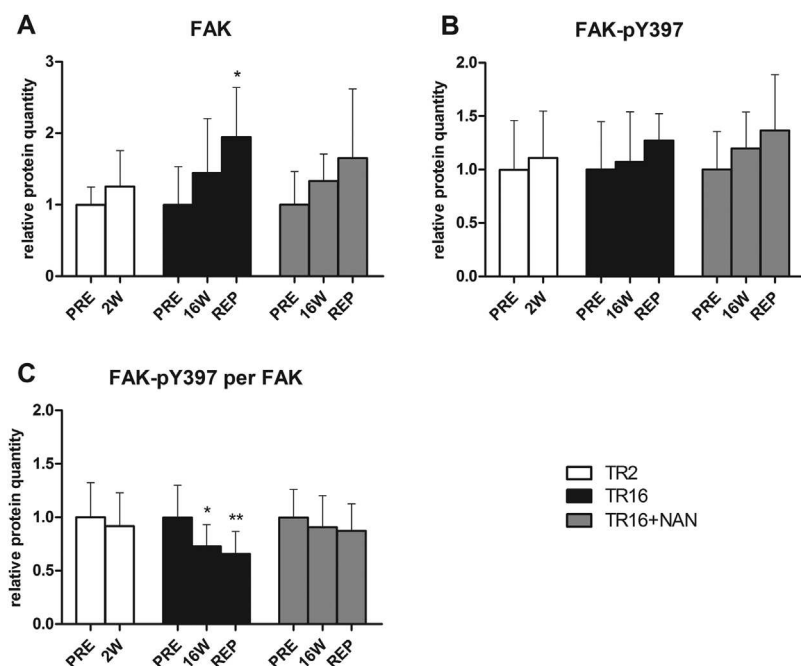 A
FAK
relative protein quantity
3
2
1
0
*
PRE
2W
PRE
16W
REP
PRE
16W
REP
B
FAK-pY397
relative protein quantity
2.0
1.5
1.0
0.5
0.0
PRE
2W
PRE
16W
REP
PRE
16W
REP
C
FAK-pY397 per FAK
relative protein quantity
2.0
1.5
1.0
0.5
0.0
*
**
PRE
2W
PRE
16W
REP
PRE
16W
REP
TR2
TR16
TR16+NAN